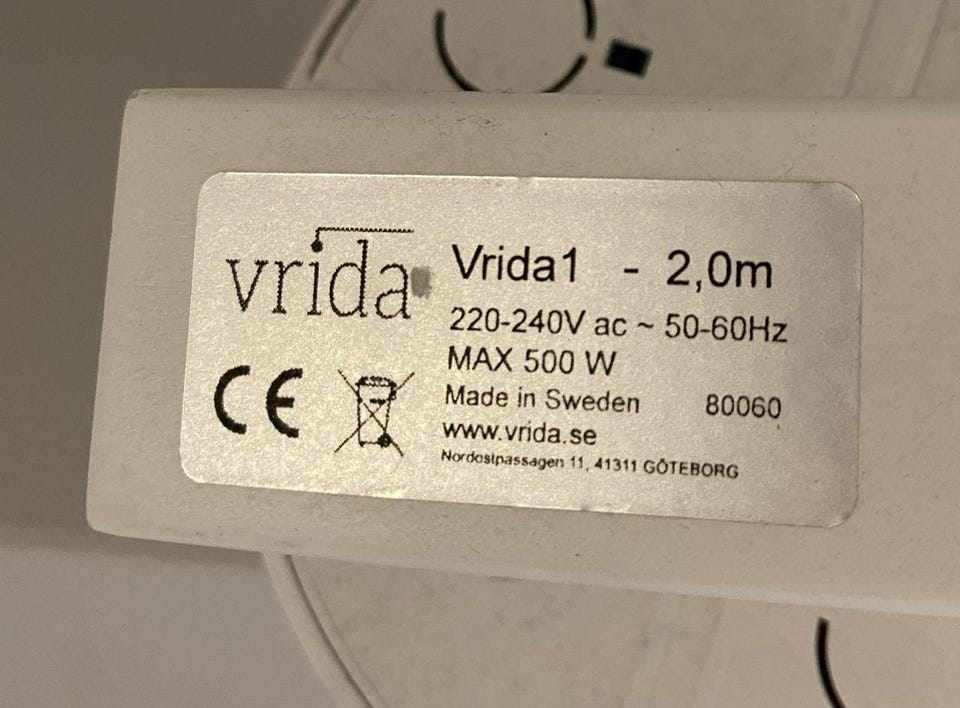 vrida
Vrida1 - 2,0m
220-240V ac ~ 50-60Hz
MAX 500 W
Made in Sweden 80060
www.vrida.se
Nordostpassagen 11, 41311 GÖTEBORG
CE